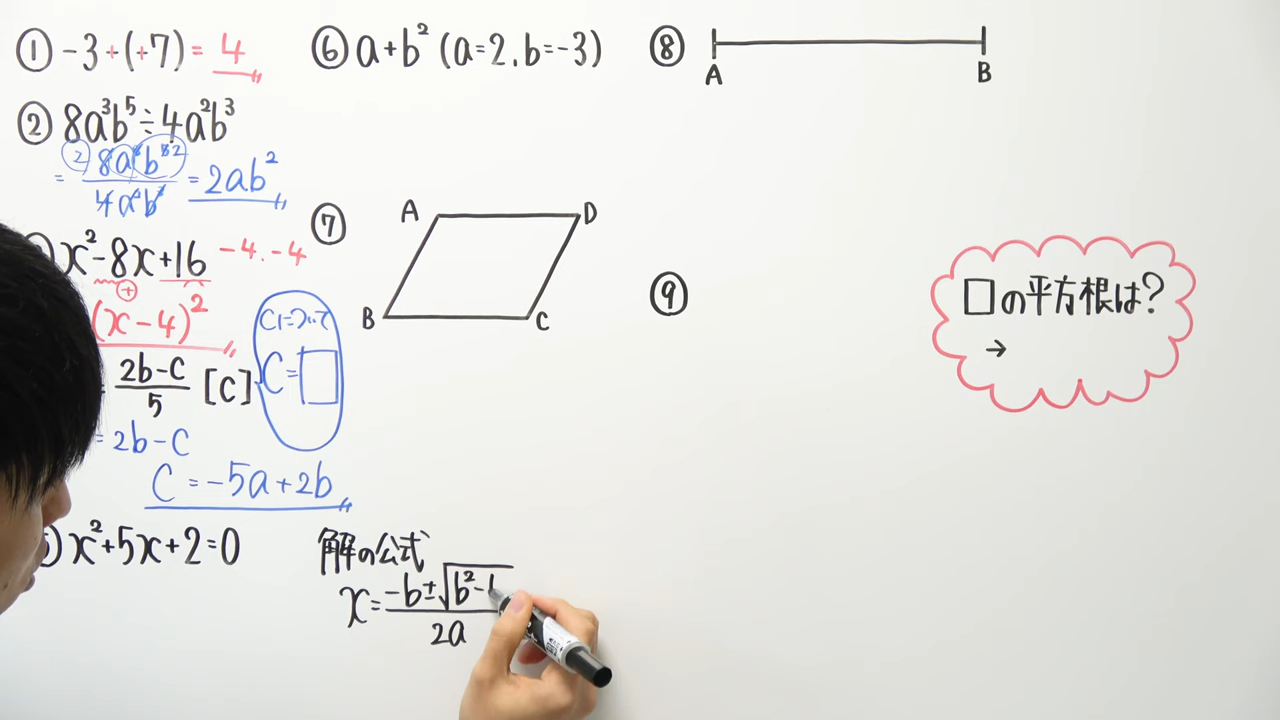 ① -3+(+7)= 4
② 8a³b⁵÷4a²b³
= 8a³b⁵ / 4a²b³ = 2ab²
x²-8x+16 -4.-4
(x-4)²
2b-C / 5 [C]
Cについて
C=□
= 2b-C
C=-5a+2b
x²+5x+2=0
解の公式
x= -b±√b²- / 2a
⑥ a+b² (a=2.b=-3)
⑦
A
D
B
C
⑧
A
B
⑨
□の平方根は?
→